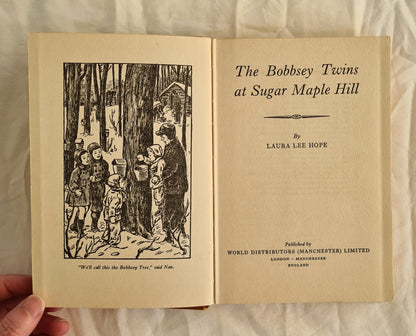 "We'll call this the Bobbsey Tree," said Nan.
The Bobbsey Twins
at Sugar Maple Hill
By
LAURA LEE HOPE
Published by
WORLD DISTRIBUTORS (MANCHESTER) LIMITED
LONDON — MANCHESTER
ENGLAND